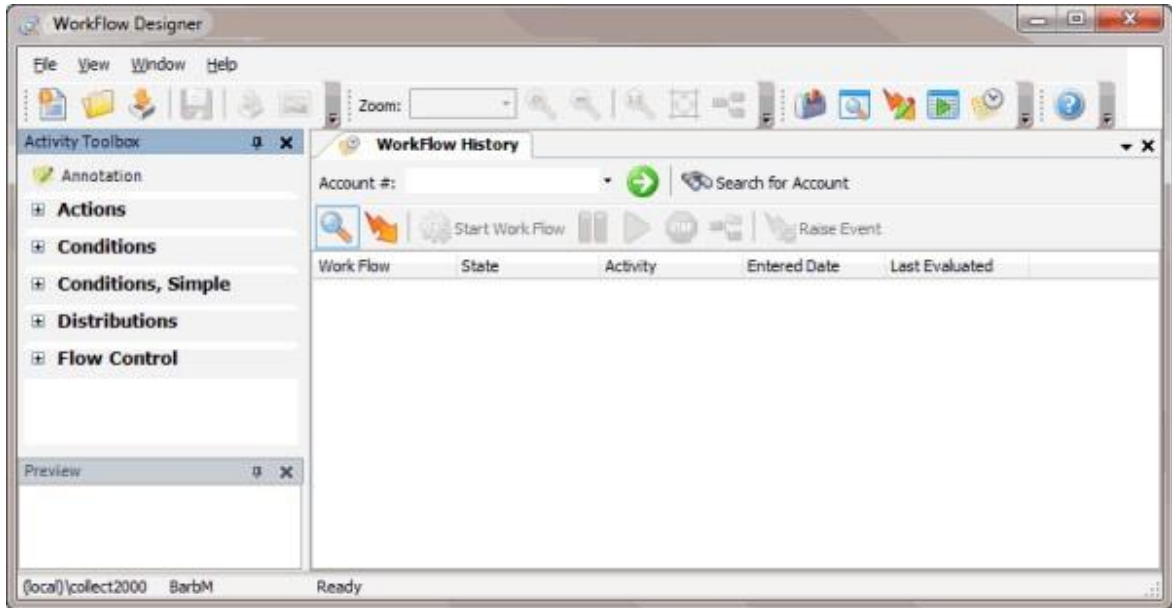 WorkFlow Designer
File View Window Help
Zoom:
Activity Toolbox
WorkFlow History
Annotation
Account #:
Search for Account
Actions
Start Work Flow
Raise Event
Conditions
Work Flow State Activity Entered Date Last Evaluated
Conditions, Simple
Distributions
Flow Control
Preview
(local)\collect2000 BarbM Ready